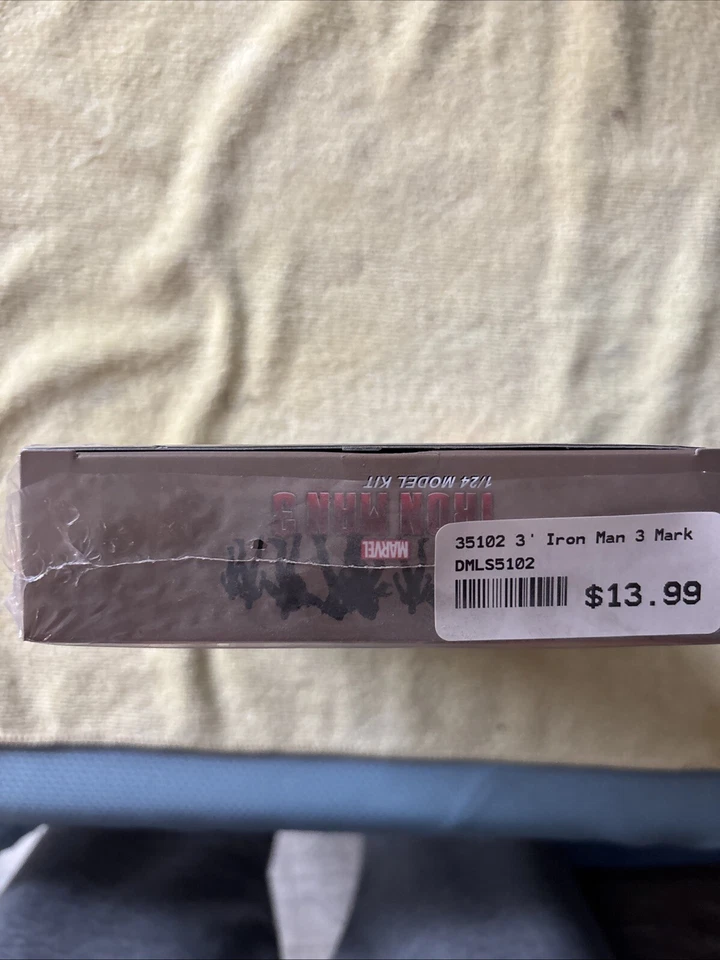 1/24 MODEL KIT
IRON MAN 3
MARVEL
35102 3' Iron Man 3 Mark
DMLS5102
$13.99